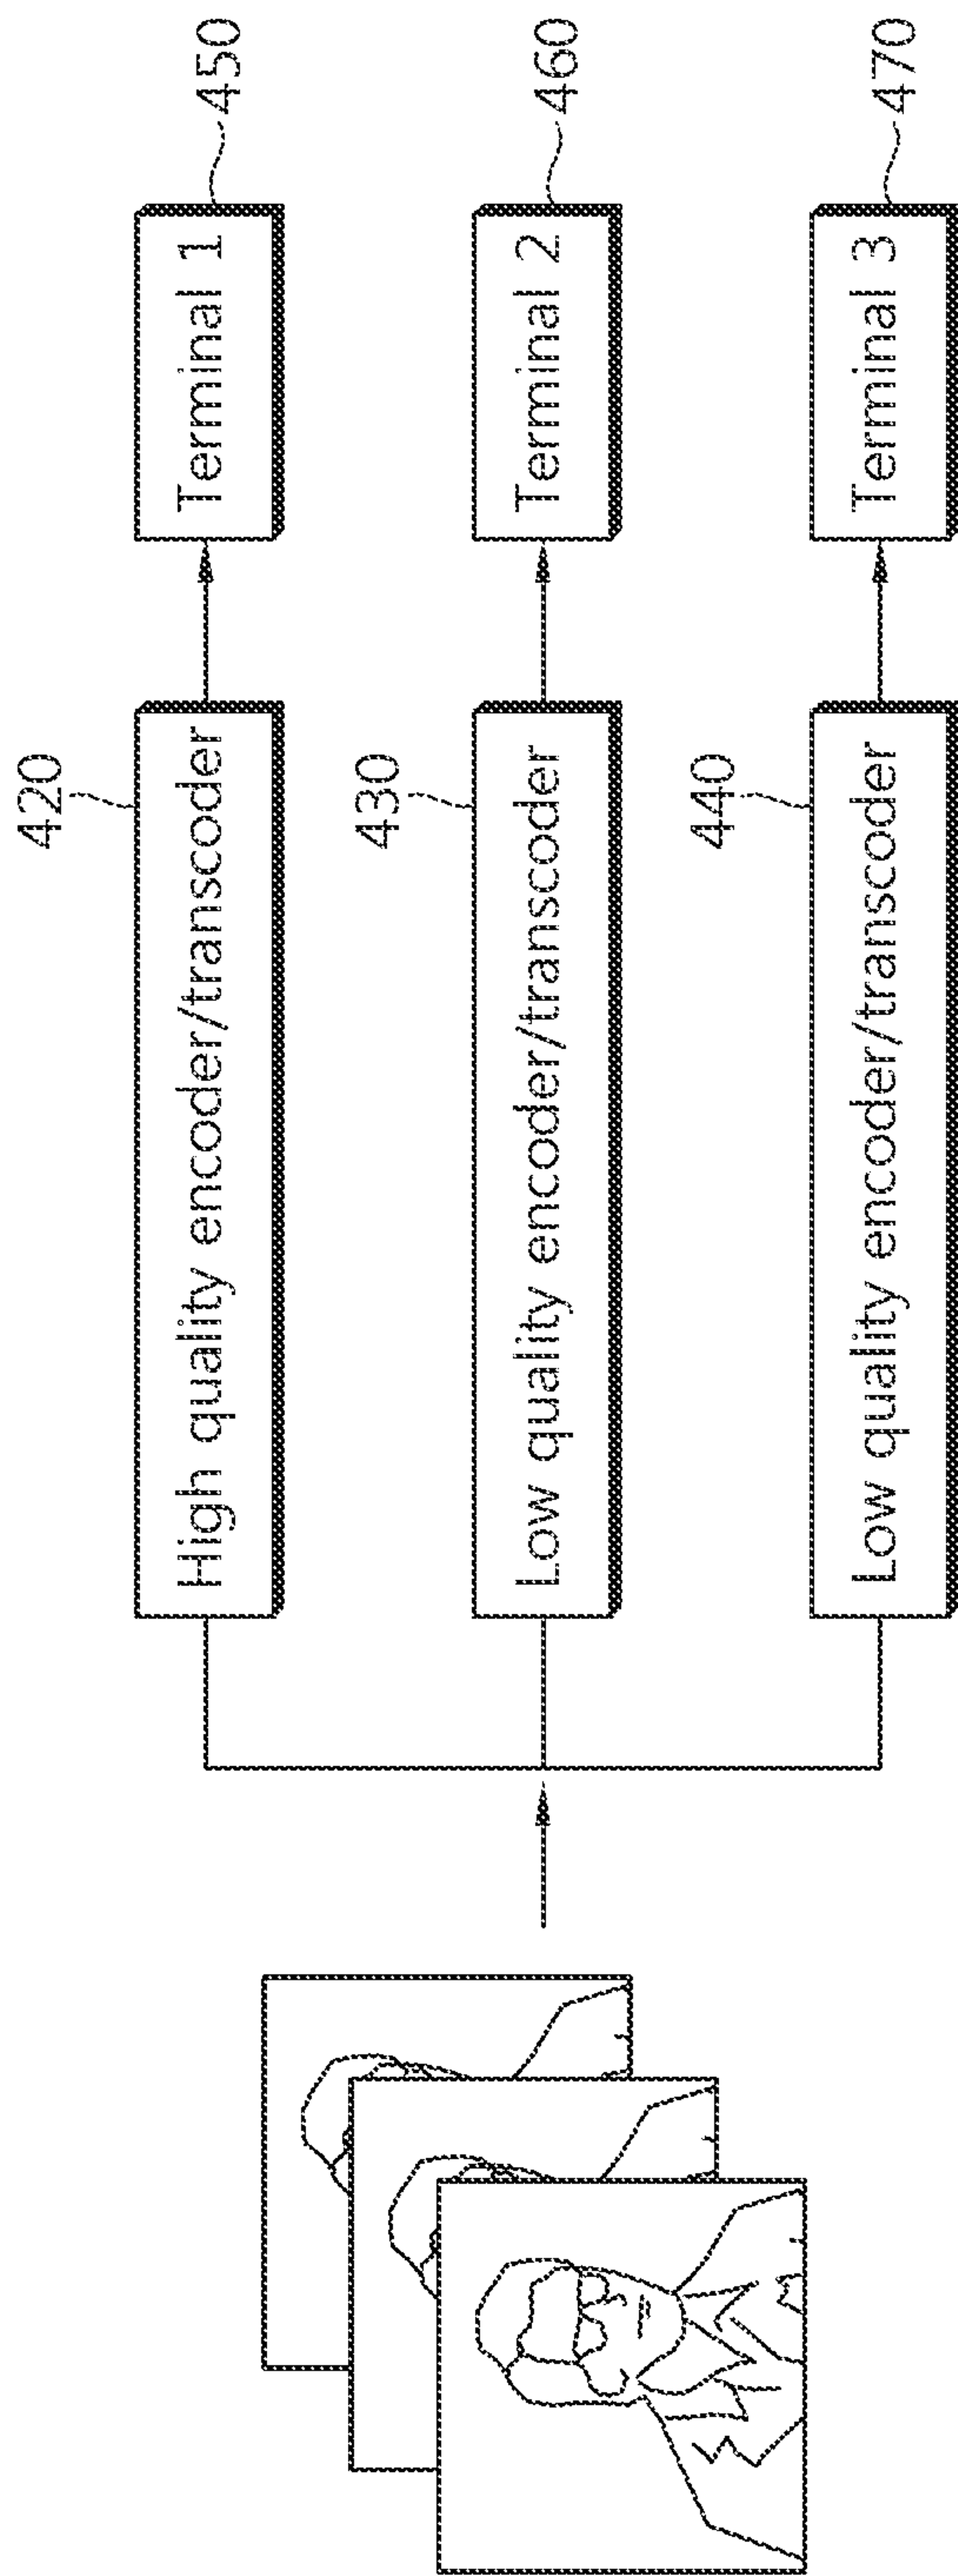 420
High quality encoder/transcoder
Terminal 1
450
430
Low quality encoder/transcoder
Terminal 2
460
440
Low quality encoder/transcoder
Terminal 3
470